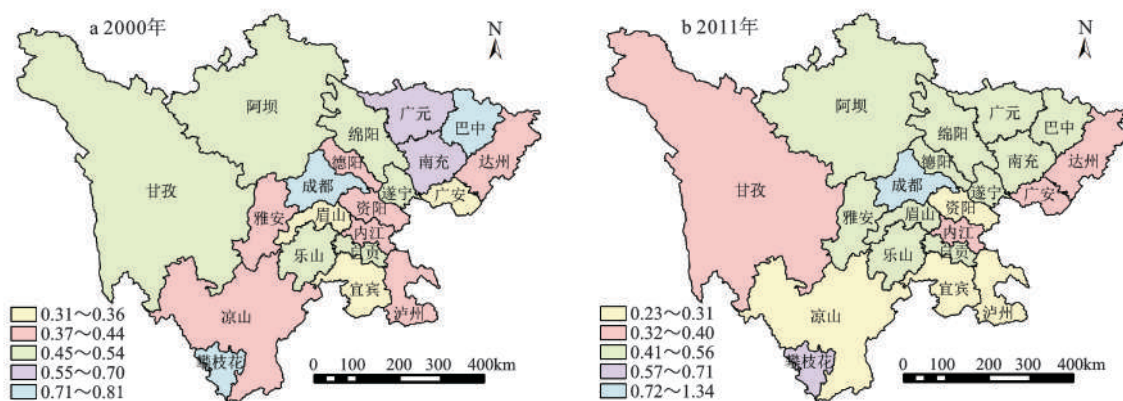 a 2000年
N
阿坝
广元
巴中
绵阳
南充
达州
德阳
甘孜
成都
遂宁
广安
雅安
眉山
资阳
内江
乐山
自贡
宜宾
凉山
泸州
攀枝花
0.31～0.36
0.37～0.44
0.45～0.54
0.55～0.70
0.71～0.81
0 100 200 300 400km
b 2011年
N
阿坝
广元
巴中
绵阳
南充
达州
德阳
甘孜
成都
遂宁
广安
雅安
眉山
资阳
内江
乐山
自贡
宜宾
凉山
泸州
攀枝花
0.23～0.31
0.32～0.40
0.41～0.56
0.57～0.71
0.72～1.34
0 100 200 300 400km